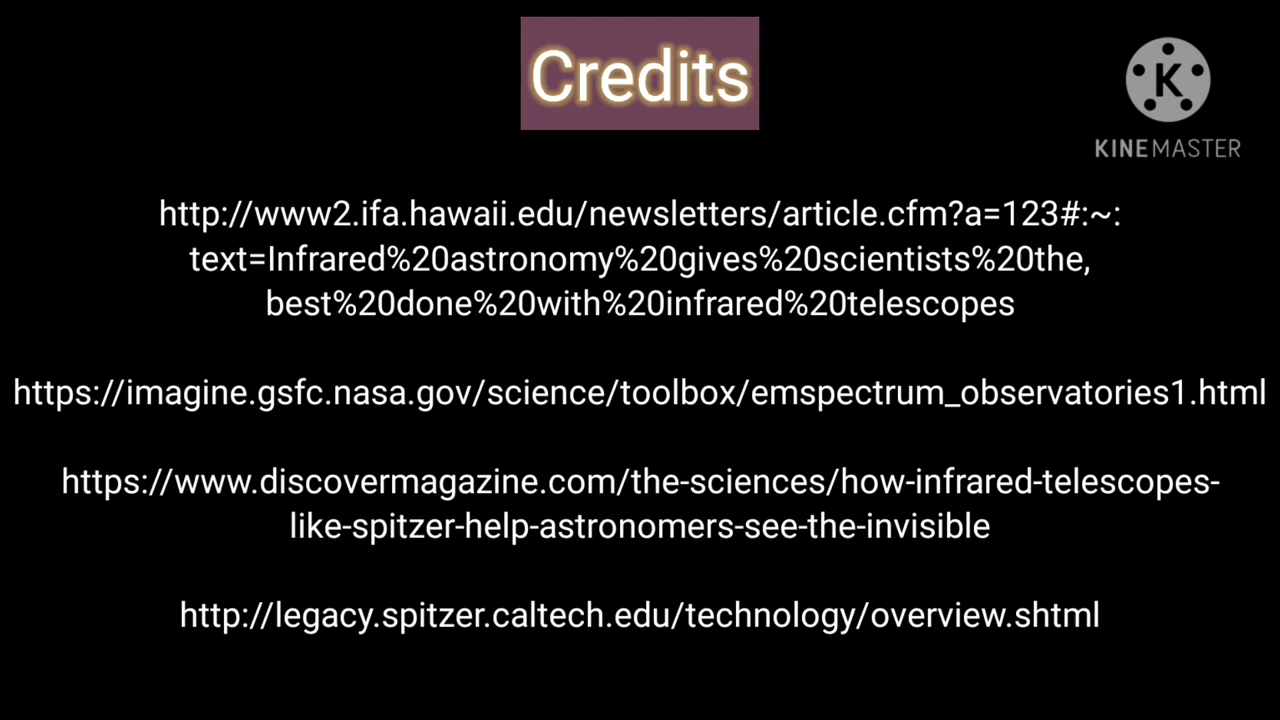 Credits
K
KINEMASTER
http://www2.ifa.hawaii.edu/newsletters/article.cfm?a=123#:~:
text=Infrared%20astronomy%20gives%20scientists%20the,
best%20done%20with%20infrared%20telescopes
https://imagine.gsfc.nasa.gov/science/toolbox/emspectrum_observatories1.html
https://www.discovermagazine.com/the-sciences/how-infrared-telescopes-
like-spitzer-help-astronomers-see-the-invisible
http://legacy.spitzer.caltech.edu/technology/overview.shtml